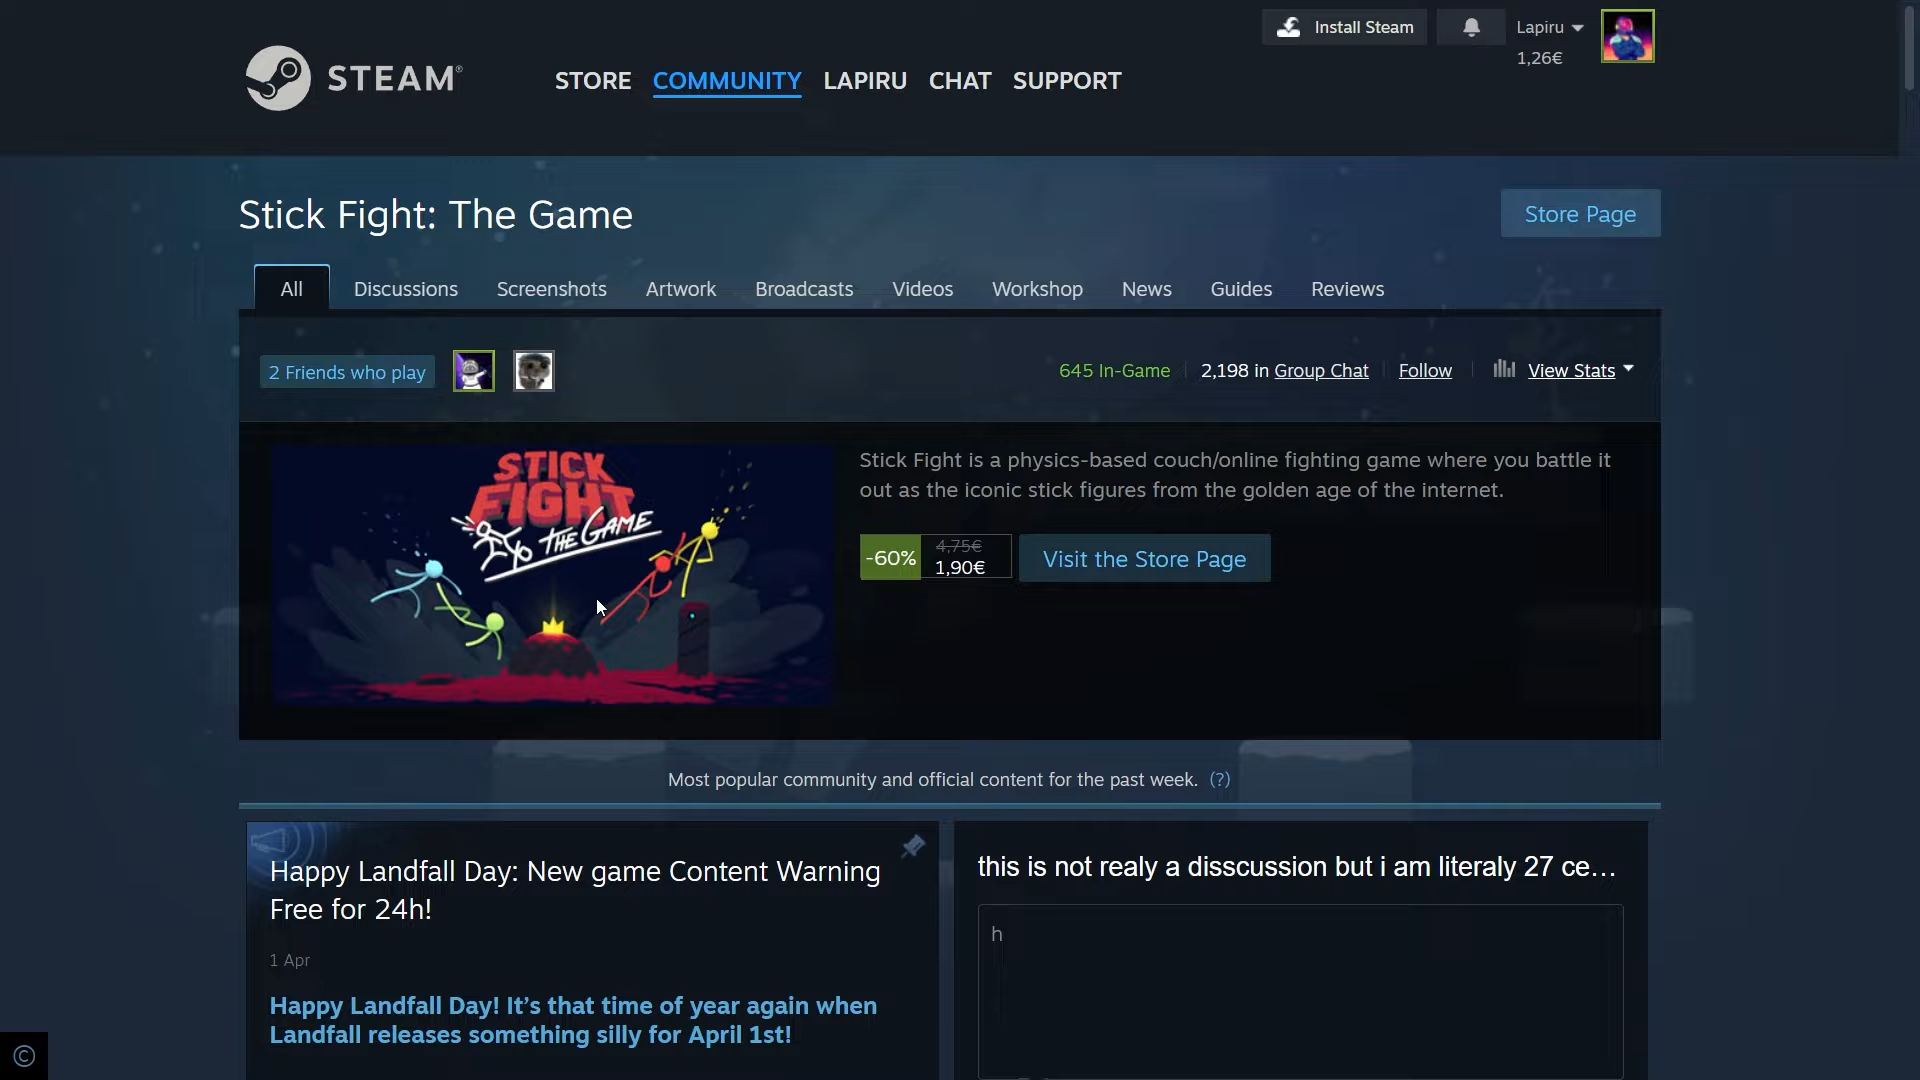 Install Steam
Lapiru
1,26€
STEAM®
STORE COMMUNITY LAPIRU CHAT SUPPORT
Stick Fight: The Game
Store Page
All Discussions Screenshots Artwork Broadcasts Videos Workshop News Guides Reviews
2 Friends who play
645 In-Game 2,198 in Group Chat Follow View Stats
STICK
FIGHT
THE GAME
Stick Fight is a physics-based couch/online fighting game where you battle it
out as the iconic stick figures from the golden age of the internet.
-60% 4,75€
1,90€
Visit the Store Page
Most popular community and official content for the past week. (?)
Happy Landfall Day: New game Content Warning
Free for 24h!
1 Apr
Happy Landfall Day! It's that time of year again when
Landfall releases something silly for April 1st!
this is not realy a disscussion but i am literaly 27 ce...
h
©